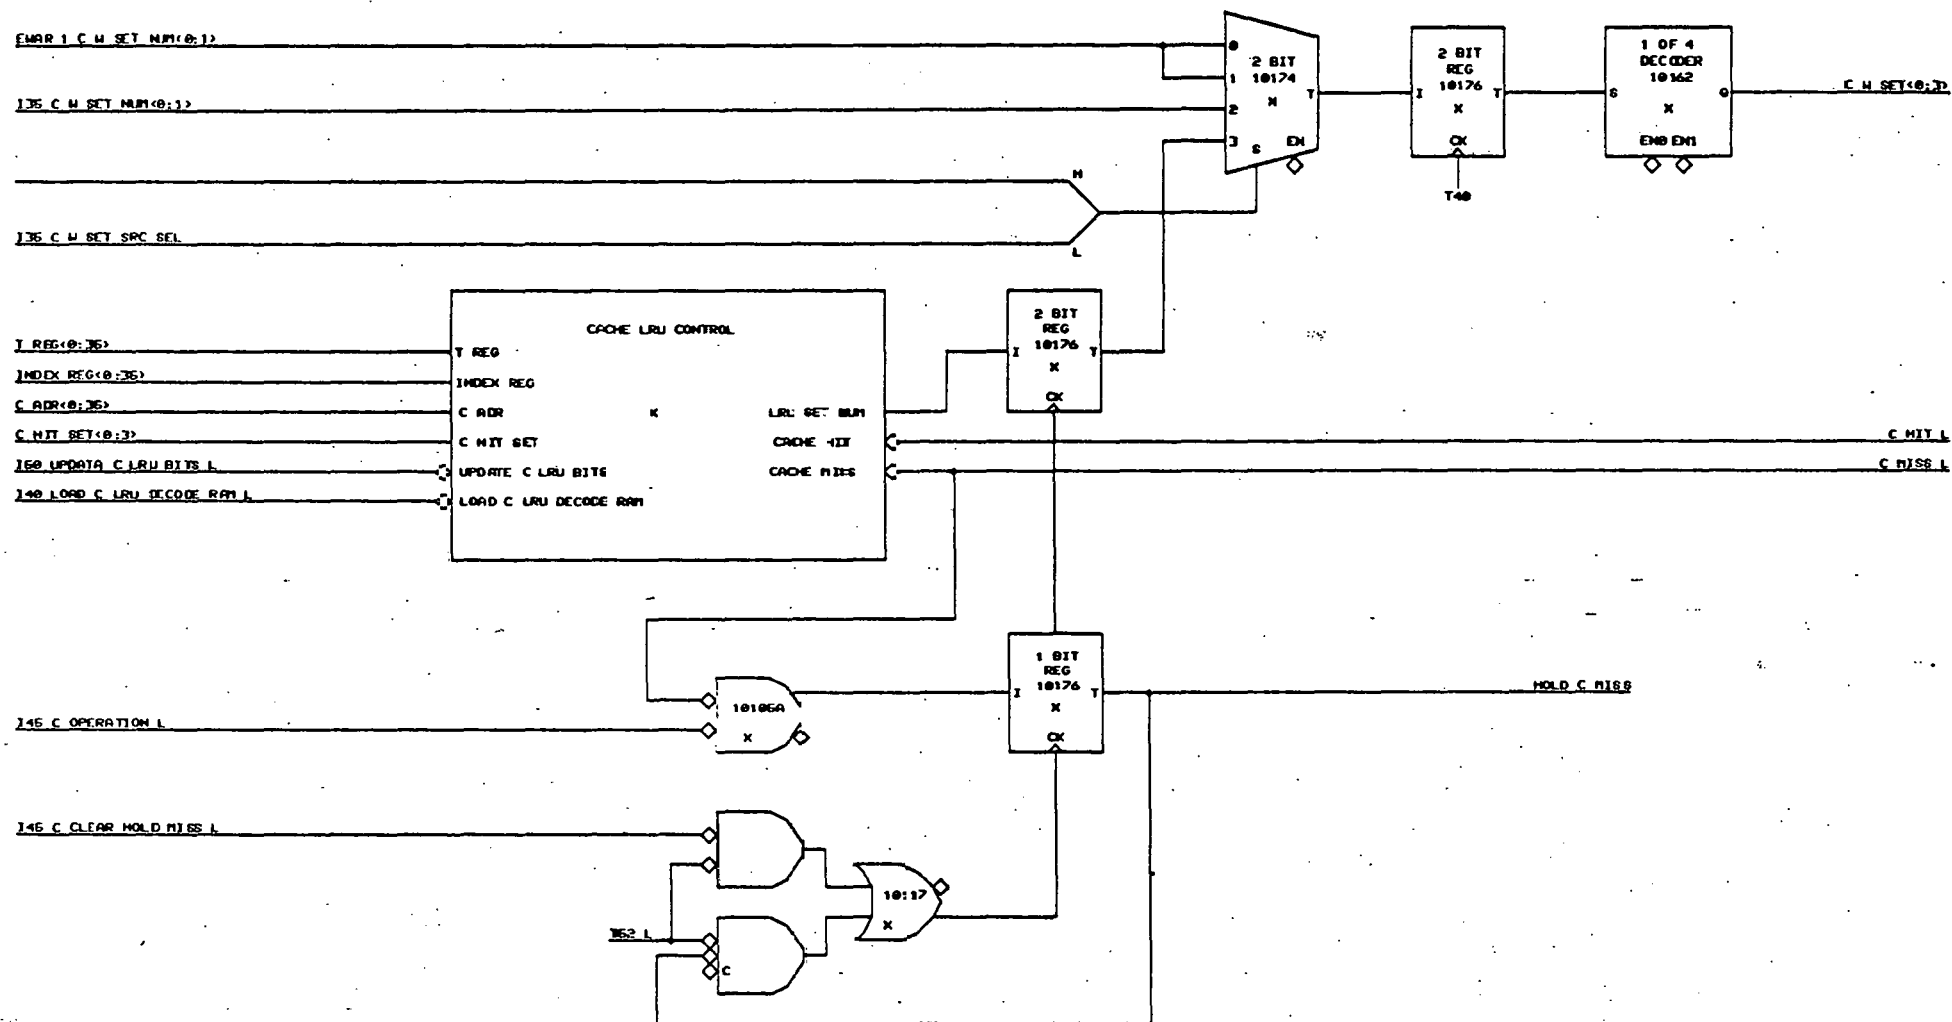 EWAR 1 C W SET NUM<0:1>
I35 C W SET NUM<0:1>
I35 C W SET SRC SEL
H
L
0
1
2
3
2 BIT
10174
X
T
S
EN
2 BIT
REG
10176
I
X
T
CK
T40
1 OF 4
DECODER
10162
S
X
Q
EN0 EN1
C W SET<0:3>
T REG<0:35>
INDEX REG<0:35>
C ADR<0:35>
C HIT SET<0:3>
I60 UPDATA C LRU BITS L
I40 LOAD C LRU DECODE RAM L
CACHE LRU CONTROL
T REG
INDEX REG
C ADR
C HIT SET
UPDATE C LRU BITS
LOAD C LRU DECODE RAM
LRU SET NUM
CACHE HIT
CACHE MISS
2 BIT
REG
10176
I
X
T
CK
C HIT L
C MISS L
I45 C OPERATION L
10106A
X
1 BIT
REG
10176
I
X
T
CK
HOLD C MISS
I45 C CLEAR HOLD MISS L
C
10117
X